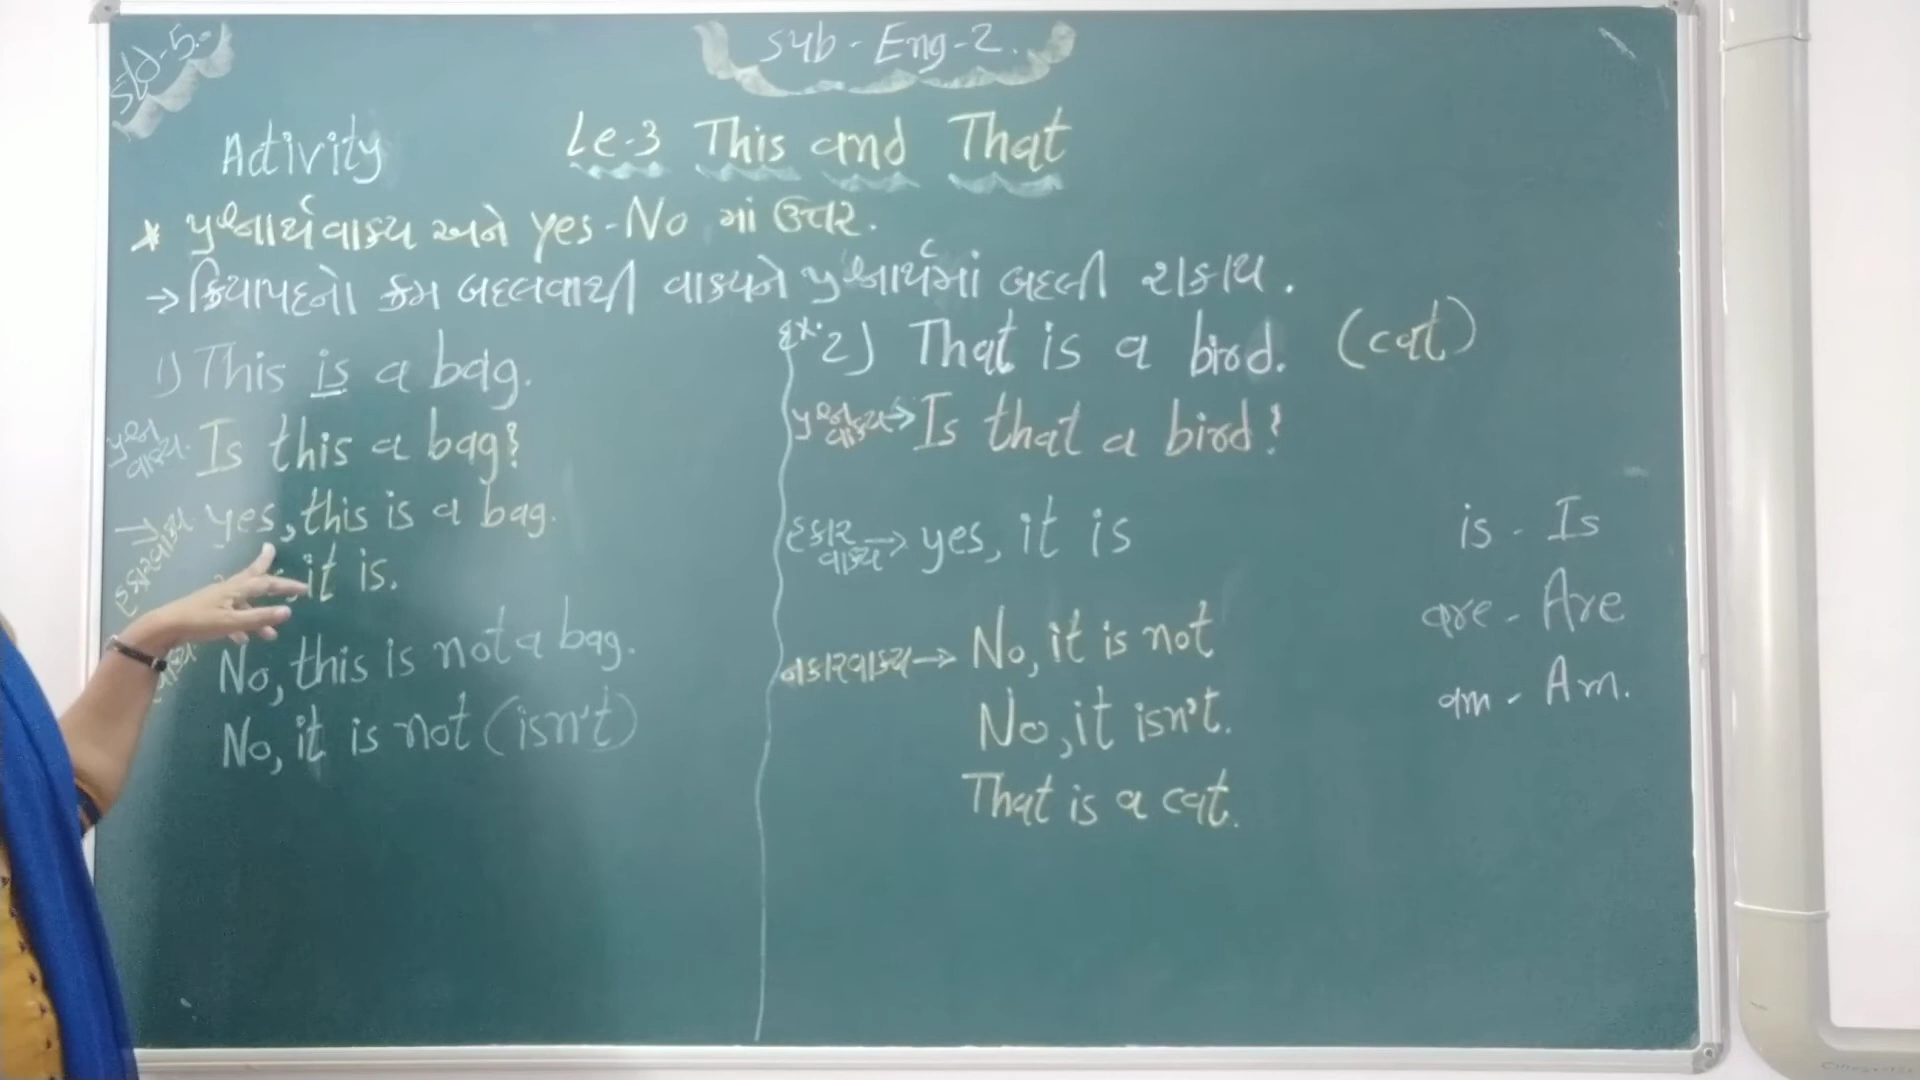 Std-5.
Sub - Eng-2.
Activity
Le-3 This and That
* પ્રશ્નાર્થ વાક્ય અને yes-No માં ઉત્તર.
→ ક્રિયાપદનો ક્રમ બદલવાથી વાક્યને પ્રશ્નાર્થમાં બદલી શકાય.
1) This is a bag.
પ્રશ્ન વાક્ય. Is this a bag?
→ હકારવાક્ય yes, this is a bag.
it is.
No, this is not a bag.
No, it is not (isn't)
Ex. 2) That is a bird. (cat)
પ્રશ્ન વાક્ય → Is that a bird?
હકાર વાક્ય → yes, it is
નકારવાક્ય → No, it is not
No, it isn't.
That is a cat.
is - Is
are - Are
am - Am.